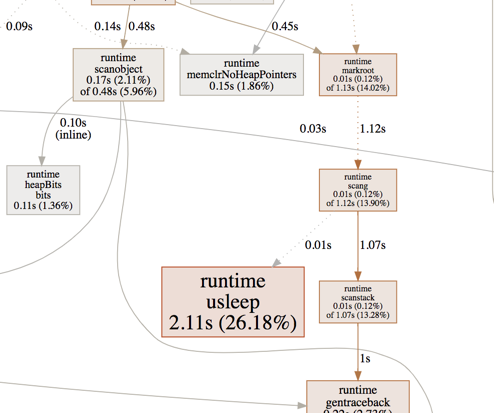 0.09s
0.14s
0.48s
0.45s
runtime
scanobject
0.17s (2.11%)
of 0.48s (5.96%)
runtime
memclrNoHeapPointers
0.15s (1.86%)
runtime
markroot
0.01s (0.12%)
of 1.13s (14.02%)
0.10s
(inline)
0.03s
1.12s
runtime
heapBits
bits
0.11s (1.36%)
runtime
scang
0.01s (0.12%)
of 1.12s (13.90%)
0.01s
1.07s
runtime
usleep
2.11s (26.18%)
runtime
scanstack
0.01s (0.12%)
of 1.07s (13.28%)
1s
runtime
gentraceback